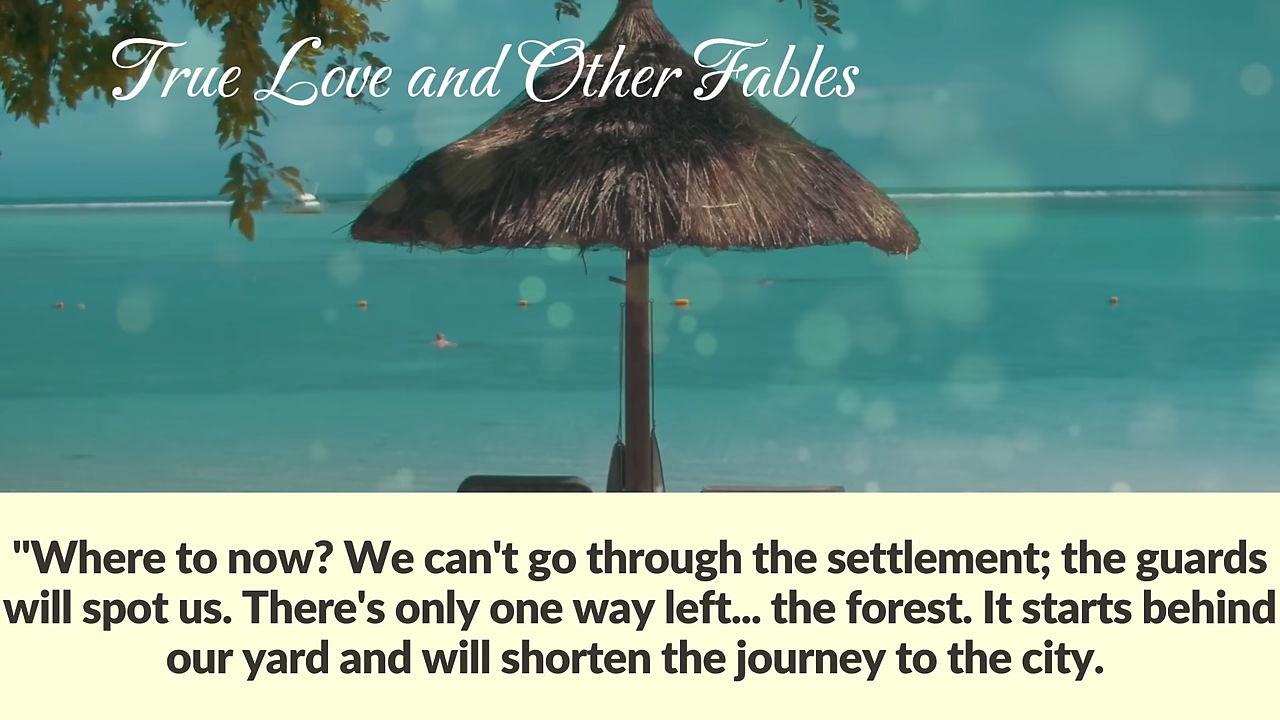 True Love and Other Fables
"Where to now? We can't go through the settlement; the guards
will spot us. There's only one way left... the forest. It starts behind
our yard and will shorten the journey to the city.